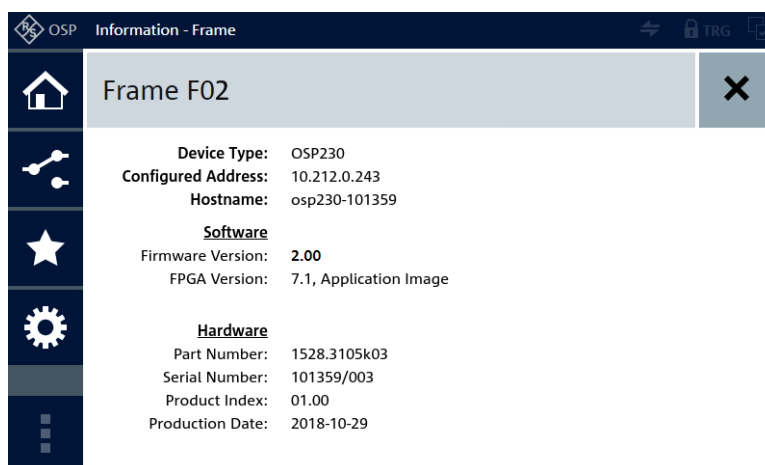 R&S OSP Information - Frame TRG
Frame F02
Device Type: OSP230
Configured Address: 10.212.0.243
Hostname: osp230-101359
Software
Firmware Version: 2.00
FPGA Version: 7.1, Application Image
Hardware
Part Number: 1528.3105k03
Serial Number: 101359/003
Product Index: 01.00
Production Date: 2018-10-29